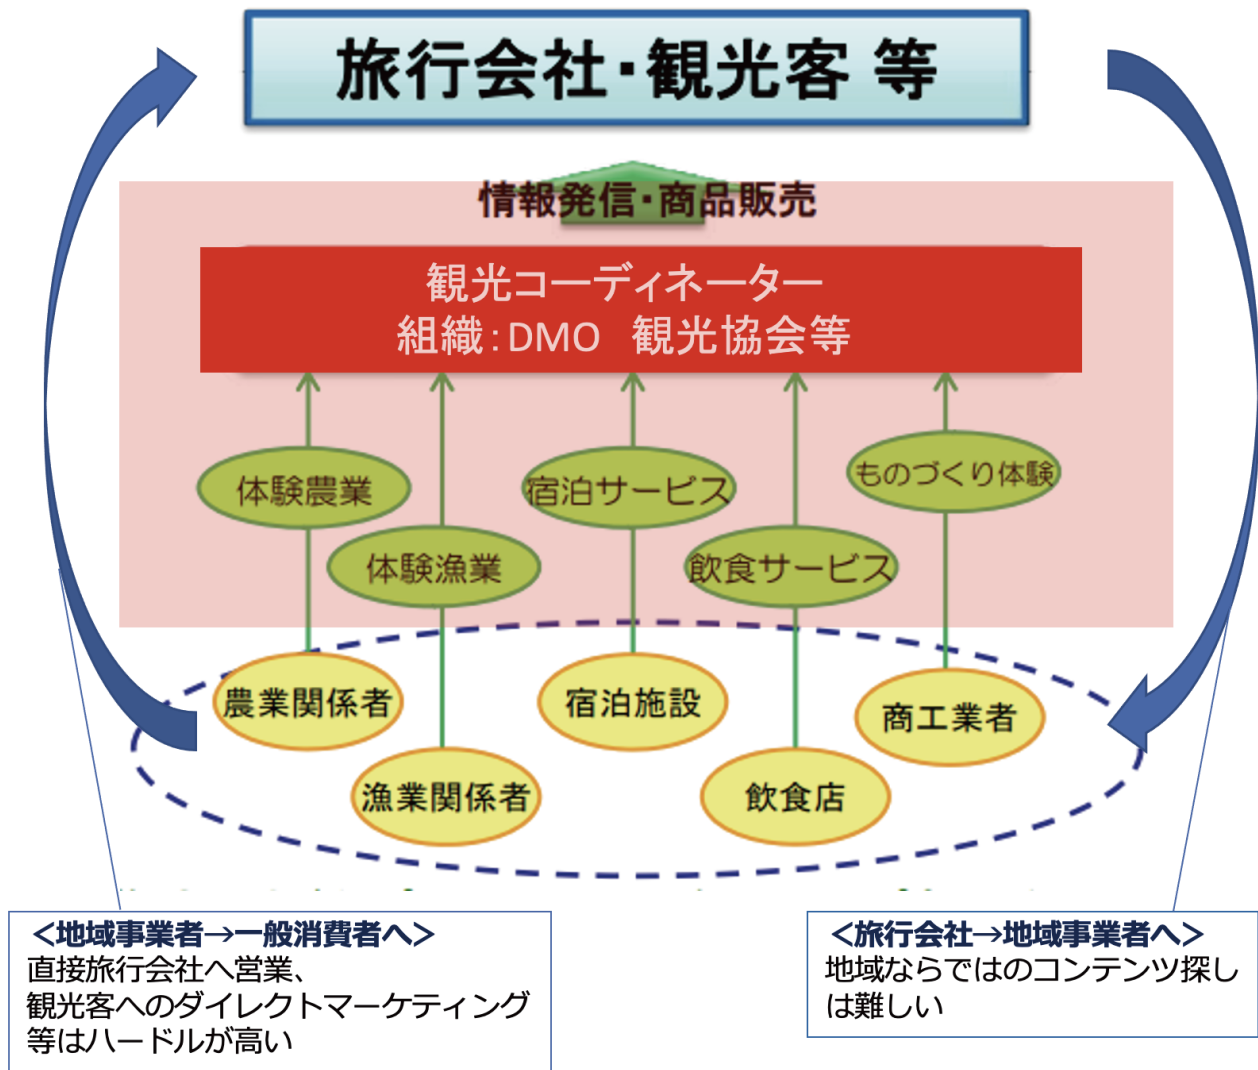 旅行会社・観光客 等
情報発信・商品販売
観光コーディネーター
組織：DMO　観光協会等
体験農業
宿泊サービス
ものづくり体験
体験漁業
飲食サービス
農業関係者
宿泊施設
商工業者
漁業関係者
飲食店
＜地域事業者→一般消費者へ＞
直接旅行会社へ営業、
観光客へのダイレクトマーケティング
等はハードルが高い
＜旅行会社→地域事業者へ＞
地域ならではのコンテンツ探し
は難しい